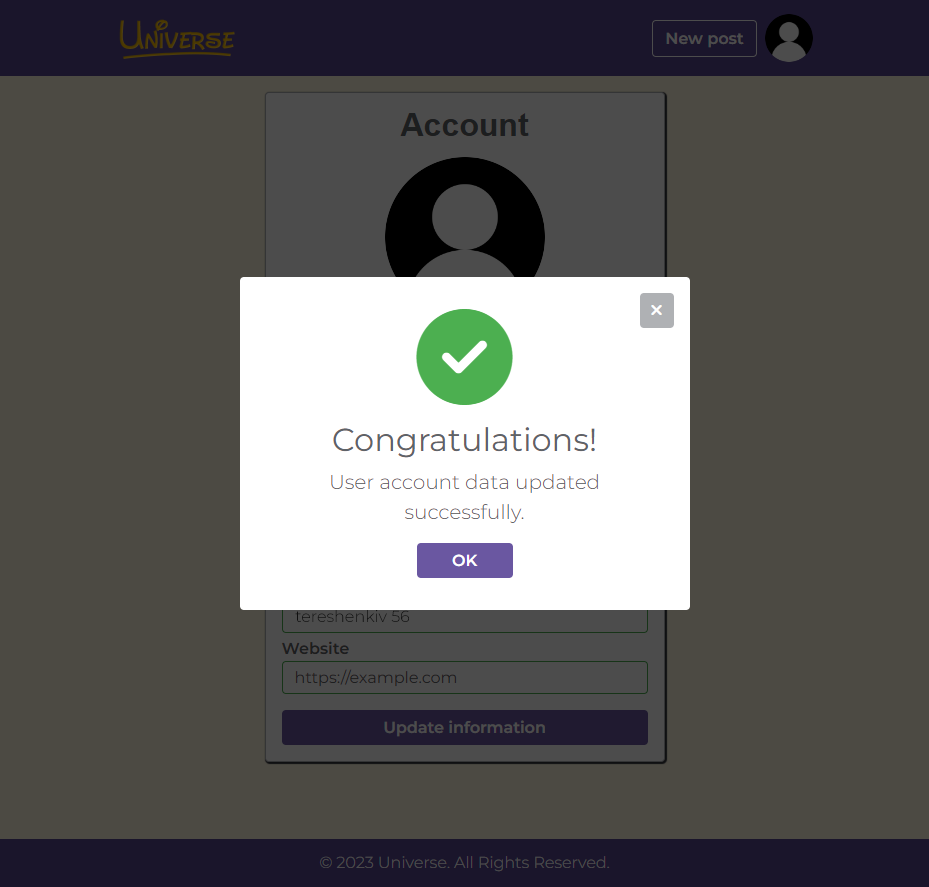 UNIVERSE
New post
Account
×
Congratulations!
User account data updated
successfully.
OK
tereshenkiv 56
Website
https://example.com
Update information
© 2023 Universe. All Rights Reserved.